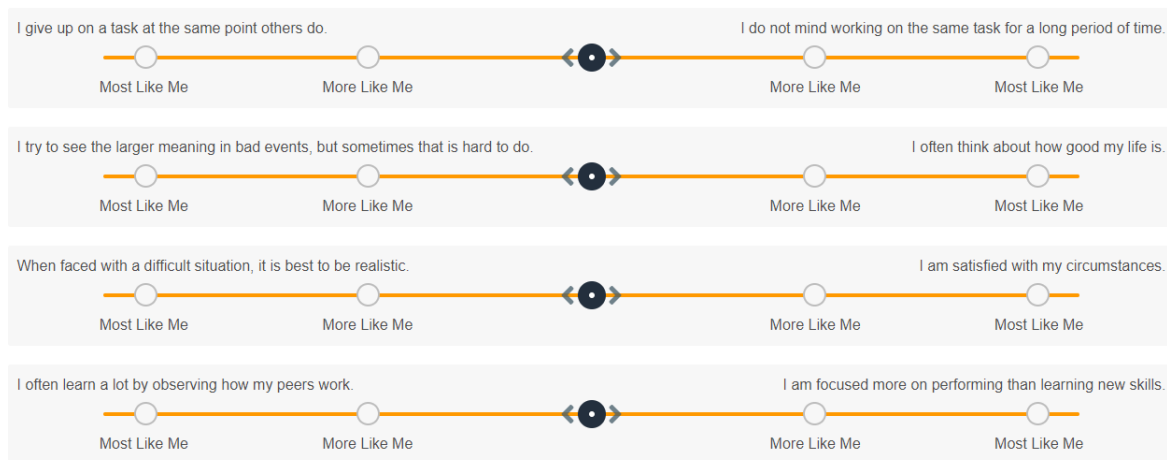 I give up on a task at the same point others do. I do not mind working on the same task for a long period of time.
Most Like Me More Like Me More Like Me Most Like Me
I try to see the larger meaning in bad events, but sometimes that is hard to do. I often think about how good my life is.
Most Like Me More Like Me More Like Me Most Like Me
When faced with a difficult situation, it is best to be realistic. I am satisfied with my circumstances.
Most Like Me More Like Me More Like Me Most Like Me
I often learn a lot by observing how my peers work. I am focused more on performing than learning new skills.
Most Like Me More Like Me More Like Me Most Like Me